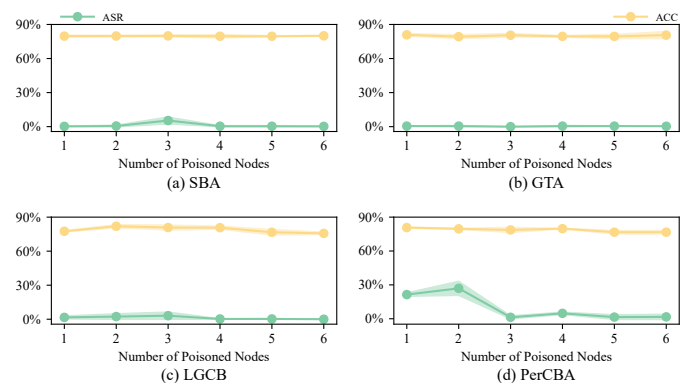 ASR
ACC
90%
60%
30%
0%
1 2 3 4 5 6
Number of Poisoned Nodes
(a) SBA
90%
60%
30%
0%
1 2 3 4 5 6
Number of Poisoned Nodes
(b) GTA
90%
60%
30%
0%
1 2 3 4 5 6
Number of Poisoned Nodes
(c) LGCB
90%
60%
30%
0%
1 2 3 4 5 6
Number of Poisoned Nodes
(d) PerCBA